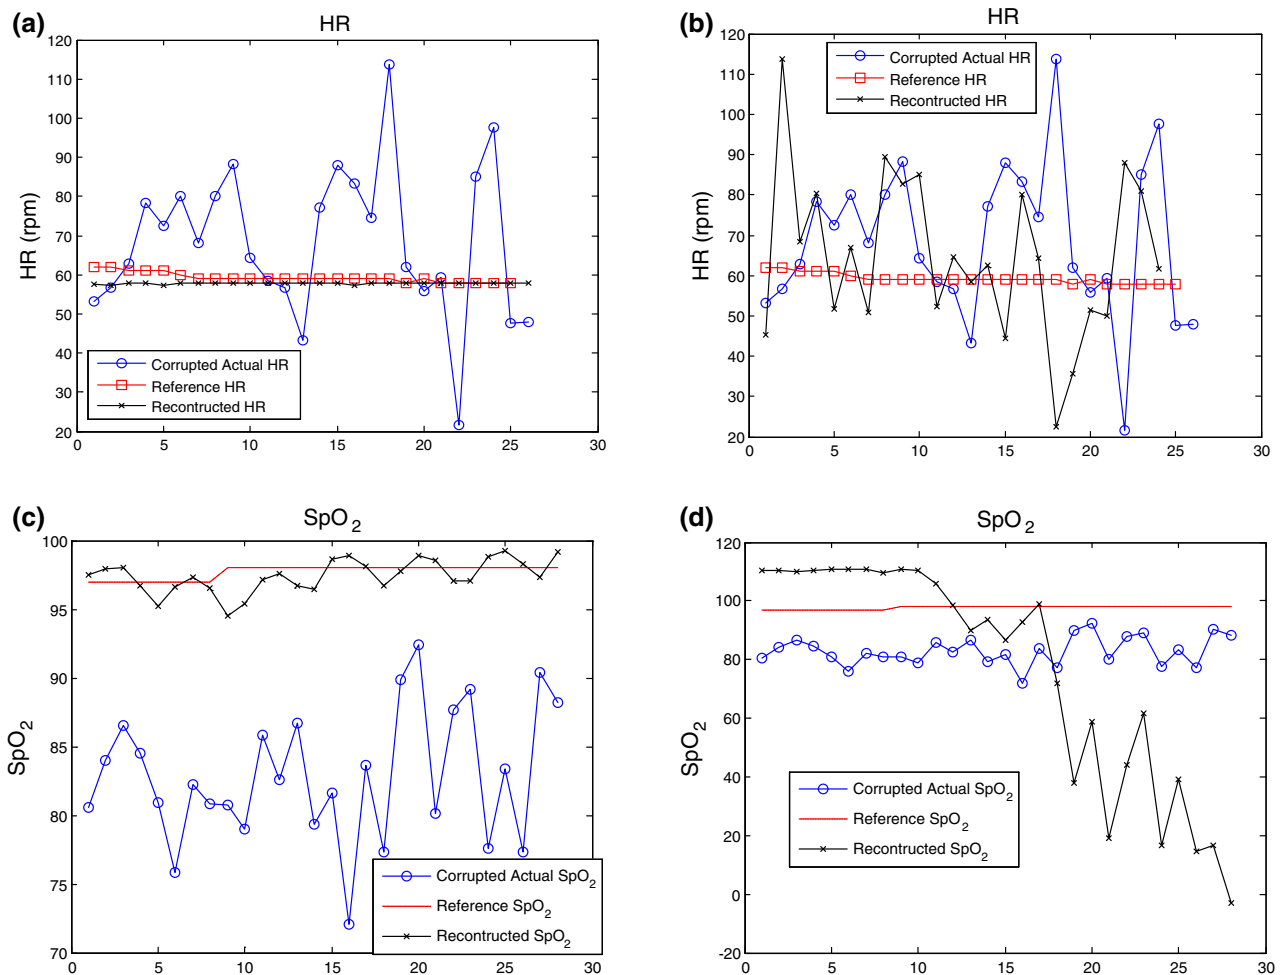 (a)
HR
120
110
100
90
80
70
60
50
40
30
20
HR (rpm)
Corrupted Actual HR
Reference HR
Recontructed HR
0 5 10 15 20 25 30
(b)
HR
120
110
100
90
80
70
60
50
40
30
20
HR (rpm)
Corrupted Actual HR
Reference HR
Recontructed HR
0 5 10 15 20 25 30
(c)
SpO2
100
95
90
85
80
75
70
SpO2
Corrupted Actual SpO2
Reference SpO2
Recontructed SpO2
0 5 10 15 20 25 30
(d)
SpO2
120
100
80
60
40
20
0
-20
SpO2
Corrupted Actual SpO2
Reference SpO2
Recontructed SpO2
0 5 10 15 20 25 30